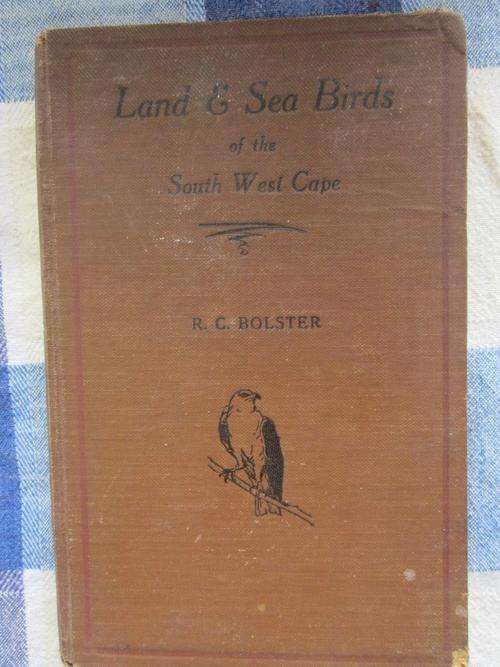 Land & Sea Birds
of the
South West Cape
R. C. BOLSTER